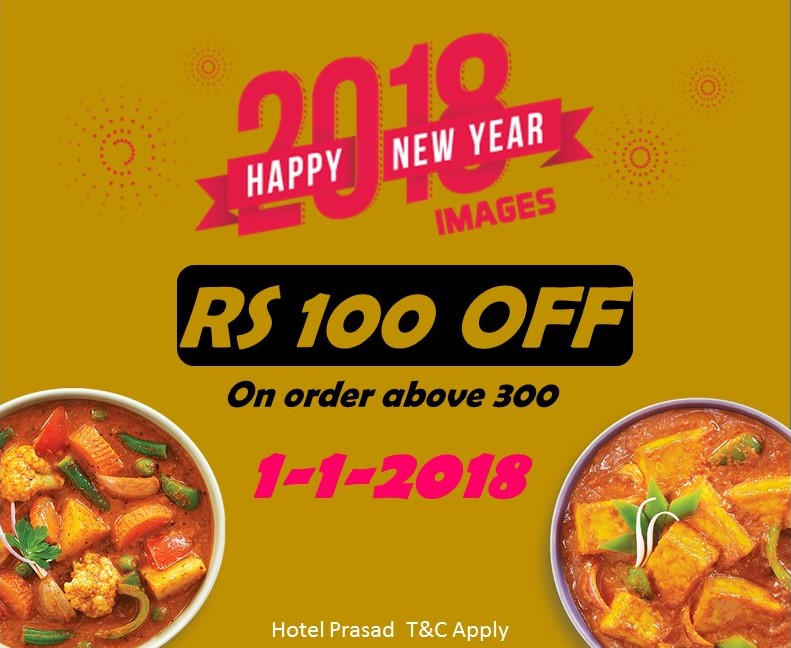 2018
HAPPY NEW YEAR
IMAGES
RS 100 OFF
On order above 300
1-1-2018
Hotel Prasad T&C Apply